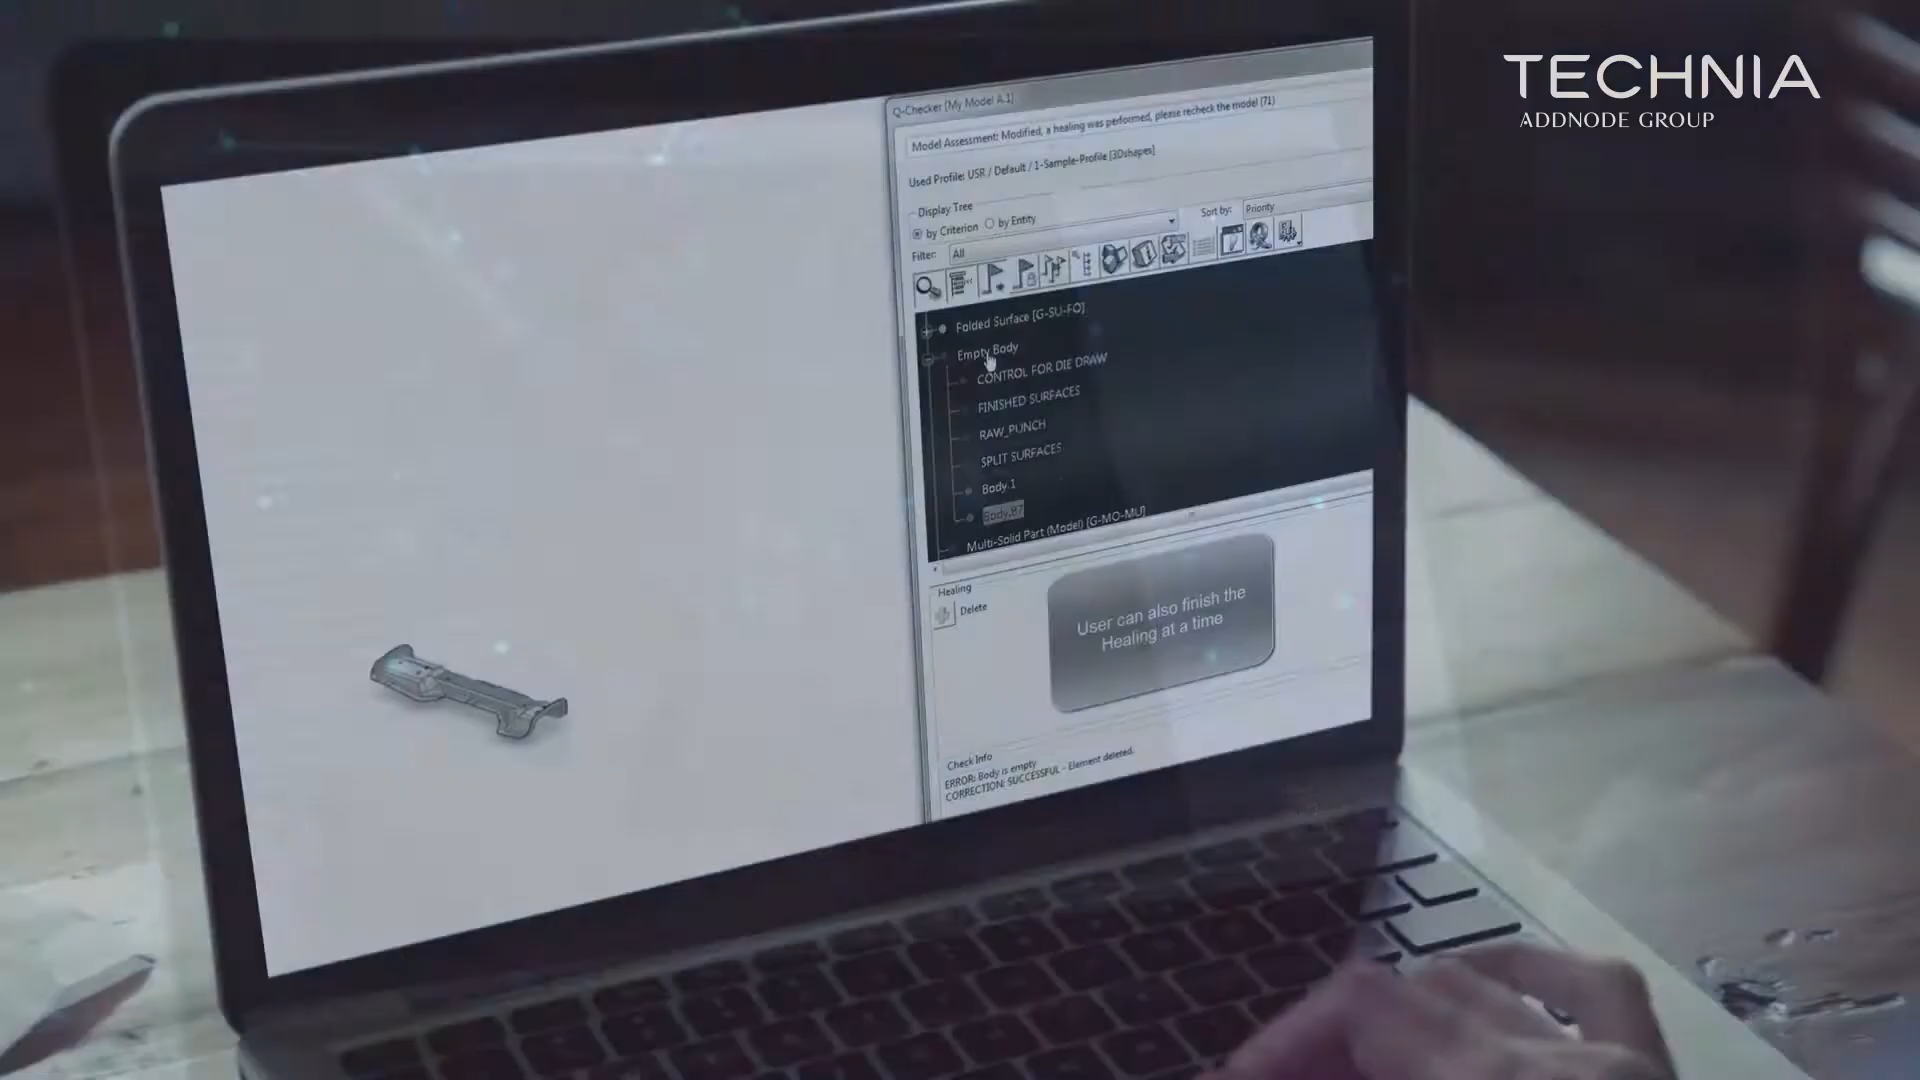 TECHNIA
ADDNODE GROUP
Q-Checker [My Model A.1]
Model Assessment: Modified, a healing was performed, please recheck the model (71)
Used Profile: USR / Default / 1-Sample-Profile [3Dshapes]
Display Tree
by Criterion by Entity
Sort by: Priority
Filter: All
Folded Surface [G-SU-FO]
Empty Body
CONTROL FOR DIE DRAW
FINISHED SURFACES
RAW_PUNCH
SPLIT SURFACES
Body.1
Body.87
Multi-Solid Part (Model) [G-MO-MU]
Healing
Delete
User can also finish the
Healing at a time
Check Info
ERROR: Body is empty
CORRECTION: SUCCESSFUL - Element deleted.